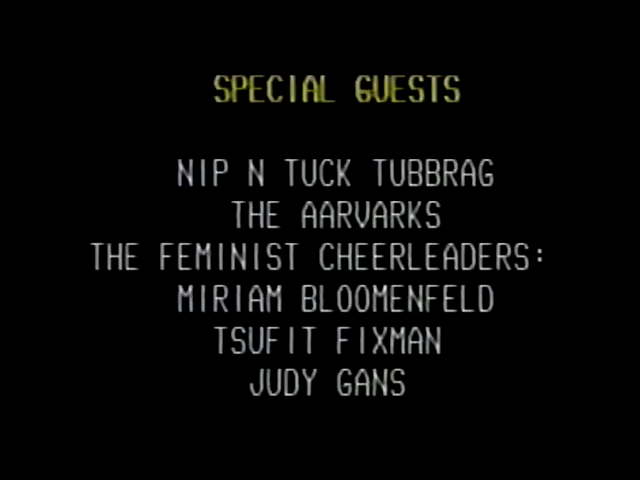 SPECIAL GUESTS
NIP N TUCK TUBBRAG
THE AARVARKS
THE FEMINIST CHEERLEADERS:
MIRIAM BLOOMENFELD
TSUFIT FIXMAN
JUDY GANS